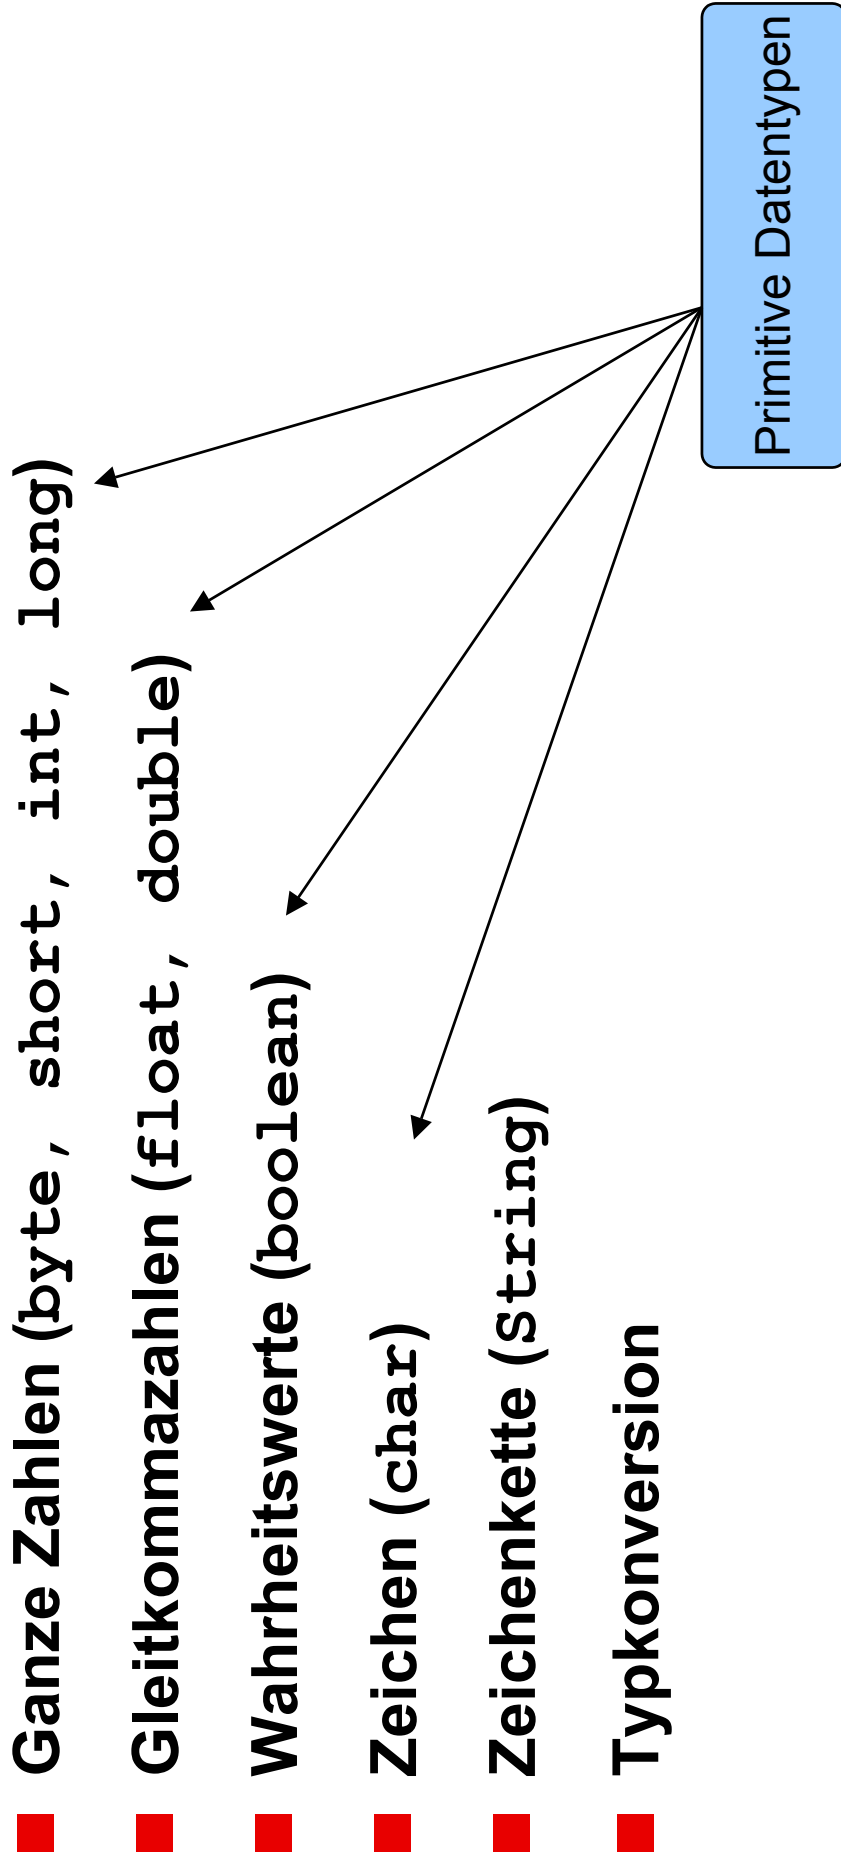 Ganze Zahlen (byte, short, int, long)
Gleitkommazahlen (float, double)
Wahrheitswerte (boolean)
Zeichen (char)
Zeichenkette (String)
Typkonversion
Primitive Datentypen